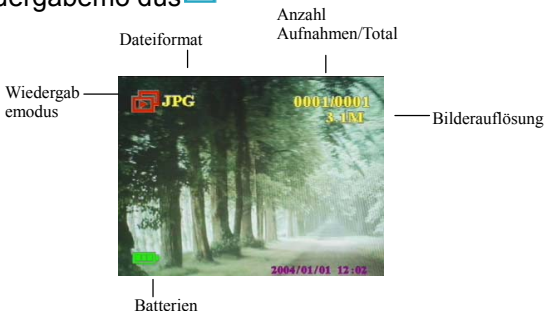 dergabemo dus
Anzahl
Aufnahmen/Total
Dateiformat
Wiedergab
emodus
JPG
0001/0001
3.1M
Bilderauflösung
2004/01/01 12:02
Batterien